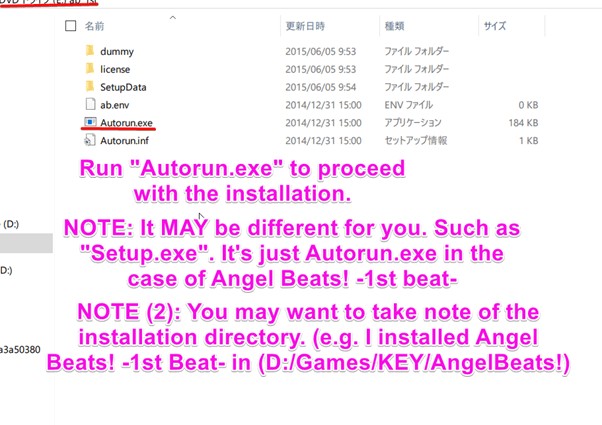 DVD ドライブ (E:) ab_1st
名前 更新日時 種類 サイズ
dummy 2015/06/05 9:53 ファイル フォルダー
license 2015/06/05 9:53 ファイル フォルダー
SetupData 2015/06/05 9:54 ファイル フォルダー
ab.env 2014/12/31 15:00 ENV ファイル 0 KB
Autorun.exe 2014/12/31 15:00 アプリケーション 184 KB
Autorun.inf 2014/12/31 15:00 セットアップ情報 1 KB
Run "Autorun.exe" to proceed
with the installation.
(D:)
NOTE: It MAY be different for you. Such as
"Setup.exe". It's just Autorun.exe in the
case of Angel Beats! -1st beat-
D:)
NOTE (2): You may want to take note of the
installation directory. (e.g. I installed Angel
a3a50380
Beats! -1st Beat- in (D:/Games/KEY/AngelBeats!)